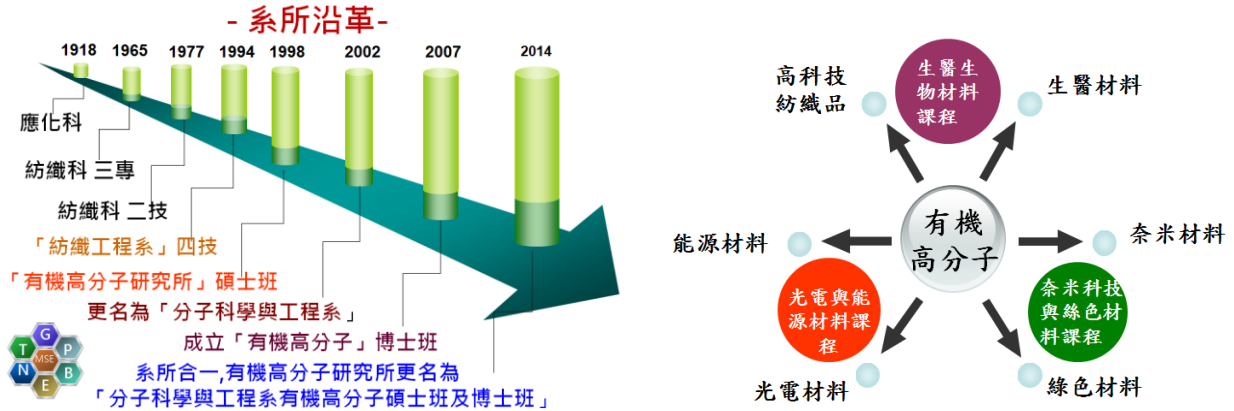 - 系所沿革-
1918 1965 1977 1994 1998 2002 2007 2014
應化科
紡織科 三專
紡織科 二技
「紡織工程系」四技
「有機高分子研究所」碩士班
更名為「分子科學與工程系」
成立「有機高分子」博士班
系所合一,有機高分子研究所更名為
「分子科學與工程系有機高分子碩士班及博士班」
G
T
P
MSE
N
B
E
高科技
紡織品
生醫生
物材料
課程
生醫材料
能源材料
有機
高分子
奈米材料
光電與能
源材料課
程
奈米科技
與綠色材
料課程
光電材料
綠色材料